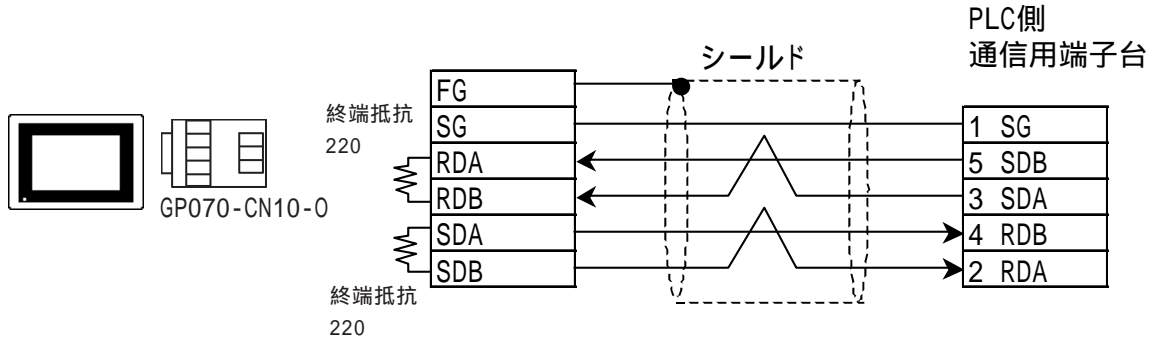 PLC側
通信用端子台
シールド
終端抵抗
220
FG
SG
RDA
RDB
SDA
SDB
終端抵抗
220
GP070-CN10-0
1 SG
5 SDB
3 SDA
4 RDB
2 RDA